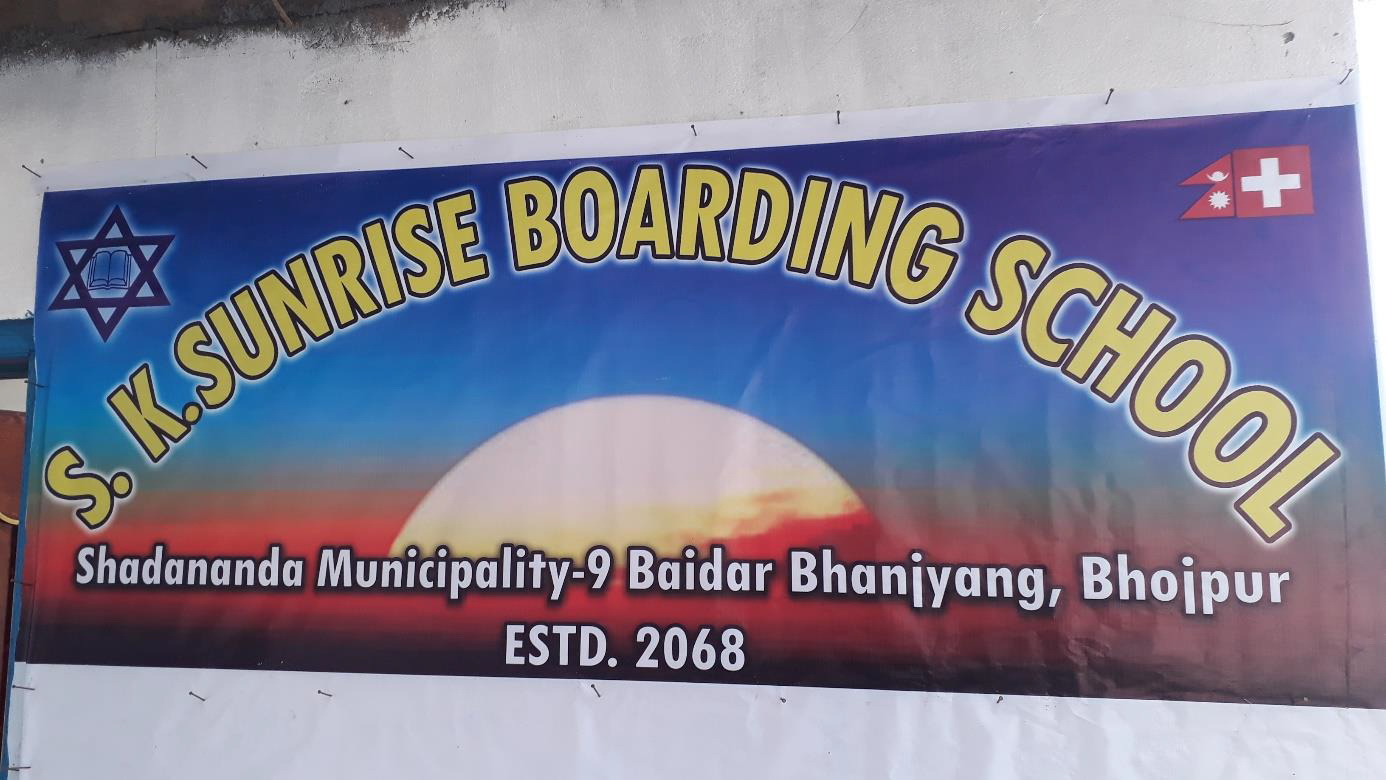 S. K.SUNRISE BOARDING SCHOOL
Shadananda Municipality-9 Baidar Bhanjyang, Bhojpur
ESTD. 2068